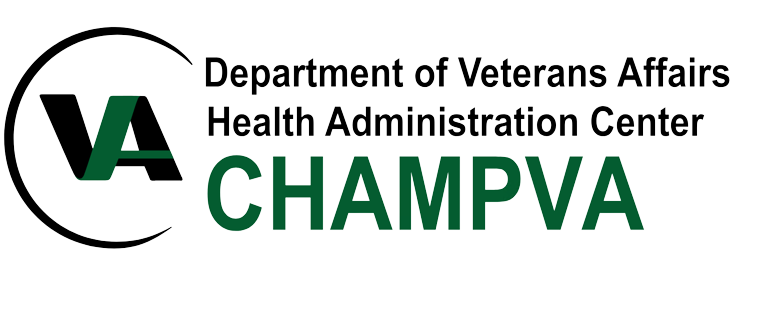 VA
Department of Veterans Affairs
Health Administration Center
CHAMPVA